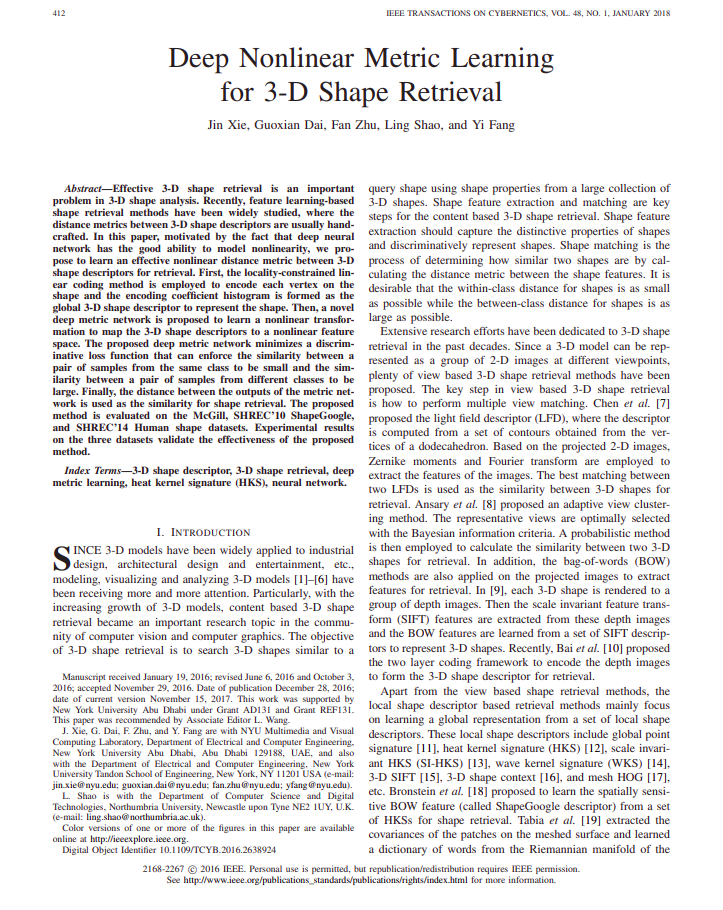 412
IEEE TRANSACTIONS ON CYBERNETICS, VOL. 48, NO. 1, JANUARY 2018
Deep Nonlinear Metric Learning
for 3-D Shape Retrieval
Jin Xie, Guoxian Dai, Fan Zhu, Ling Shao, and Yi Fang
Abstract—Effective 3-D shape retrieval is an important
problem in 3-D shape analysis. Recently, feature learning-based
shape retrieval methods have been widely studied, where the
distance metrics between 3-D shape descriptors are usually hand-
crafted. In this paper, motivated by the fact that deep neural
network has the good ability to model nonlinearity, we pro-
pose to learn an effective nonlinear distance metric between 3-D
shape descriptors for retrieval. First, the locality-constrained lin-
ear coding method is employed to encode each vertex on the
shape and the encoding coefficient histogram is formed as the
global 3-D shape descriptor to represent the shape. Then, a novel
deep metric network is proposed to learn a nonlinear transfor-
mation to map the 3-D shape descriptors to a nonlinear feature
space. The proposed deep metric network minimizes a discrim-
inative loss function that can enforce the similarity between a
pair of samples from the same class to be small and the sim-
ilarity between a pair of samples from different classes to be
large. Finally, the distance between the outputs of the metric net-
work is used as the similarity for shape retrieval. The proposed
method is evaluated on the McGill, SHREC'10 ShapeGoogle,
and SHREC'14 Human shape datasets. Experimental results
on the three datasets validate the effectiveness of the proposed
method.
Index Terms—3-D shape descriptor, 3-D shape retrieval, deep
metric learning, heat kernel signature (HKS), neural network.
I. INTRODUCTION
SINCE 3-D models have been widely applied to industrial
design, architectural design and entertainment, etc.,
modeling, visualizing and analyzing 3-D models [1]–[6] have
been receiving more and more attention. Particularly, with the
increasing growth of 3-D models, content based 3-D shape
retrieval became an important research topic in the commu-
nity of computer vision and computer graphics. The objective
of 3-D shape retrieval is to search 3-D shapes similar to a
Manuscript received January 19, 2016; revised June 6, 2016 and October 3,
2016; accepted November 29, 2016. Date of publication December 28, 2016;
date of current version November 15, 2017. This work was supported by
New York University Abu Dhabi under Grant AD131 and Grant REF131.
This paper was recommended by Associate Editor L. Wang.
J. Xie, G. Dai, F. Zhu, and Y. Fang are with NYU Multimedia and Visual
Computing Laboratory, Department of Electrical and Computer Engineering,
New York University Abu Dhabi, Abu Dhabi 129188, UAE, and also
with the Department of Electrical and Computer Engineering, New York
University Tandon School of Engineering, New York, NY 11201 USA (e-mail:
jin.xie@nyu.edu; guoxian.dai@nyu.edu; fan.zhu@nyu.edu; yfang@nyu.edu).
L. Shao is with the Department of Computer Science and Digital
Technologies, Northumbria University, Newcastle upon Tyne NE2 1UY, U.K.
(e-mail: ling.shao@northumbria.ac.uk).
Color versions of one or more of the figures in this paper are available
online at http://ieeexplore.ieee.org.
Digital Object Identifier 10.1109/TCYB.2016.2638924
query shape using shape properties from a large collection of
3-D shapes. Shape feature extraction and matching are key
steps for the content based 3-D shape retrieval. Shape feature
extraction should capture the distinctive properties of shapes
and discriminatively represent shapes. Shape matching is the
process of determining how similar two shapes are by cal-
culating the distance metric between the shape features. It is
desirable that the within-class distance for shapes is as small
as possible while the between-class distance for shapes is as
large as possible.
Extensive research efforts have been dedicated to 3-D shape
retrieval in the past decades. Since a 3-D model can be rep-
resented as a group of 2-D images at different viewpoints,
plenty of view based 3-D shape retrieval methods have been
proposed. The key step in view based 3-D shape retrieval
is how to perform multiple view matching. Chen et al. [7]
proposed the light field descriptor (LFD), where the descriptor
is computed from a set of contours obtained from the ver-
tices of a dodecahedron. Based on the projected 2-D images,
Zernike moments and Fourier transform are employed to
extract the features of the images. The best matching between
two LFDs is used as the similarity between 3-D shapes for
retrieval. Ansary et al. [8] proposed an adaptive view cluster-
ing method. The representative views are optimally selected
with the Bayesian information criteria. A probabilistic method
is then employed to calculate the similarity between two 3-D
shapes for retrieval. In addition, the bag-of-words (BOW)
methods are also applied on the projected images to extract
features for retrieval. In [9], each 3-D shape is rendered to a
group of depth images. Then the scale invariant feature trans-
form (SIFT) features are extracted from these depth images
and the BOW features are learned from a set of SIFT descrip-
tors to represent 3-D shapes. Recently, Bai et al. [10] proposed
the two layer coding framework to encode the depth images
to form the 3-D shape descriptor for retrieval.
Apart from the view based shape retrieval methods, the
local shape descriptor based retrieval methods mainly focus
on learning a global representation from a set of local shape
descriptors. These local shape descriptors include global point
signature [11], heat kernel signature (HKS) [12], scale invari-
ant HKS (SI-HKS) [13], wave kernel signature (WKS) [14],
3-D SIFT [15], 3-D shape context [16], and mesh HOG [17],
etc. Bronstein et al. [18] proposed to learn the spatially sensi-
tive BOW feature (called ShapeGoogle descriptor) from a set
of HKSs for shape retrieval. Tabia et al. [19] extracted the
covariances of the patches on the meshed surface and learned
a dictionary of words from the Riemannian manifold of the
2168-2267 © 2016 IEEE. Personal use is permitted, but republication/redistribution requires IEEE permission.
See http://www.ieee.org/publications_standards/publications/rights/index.html for more information.